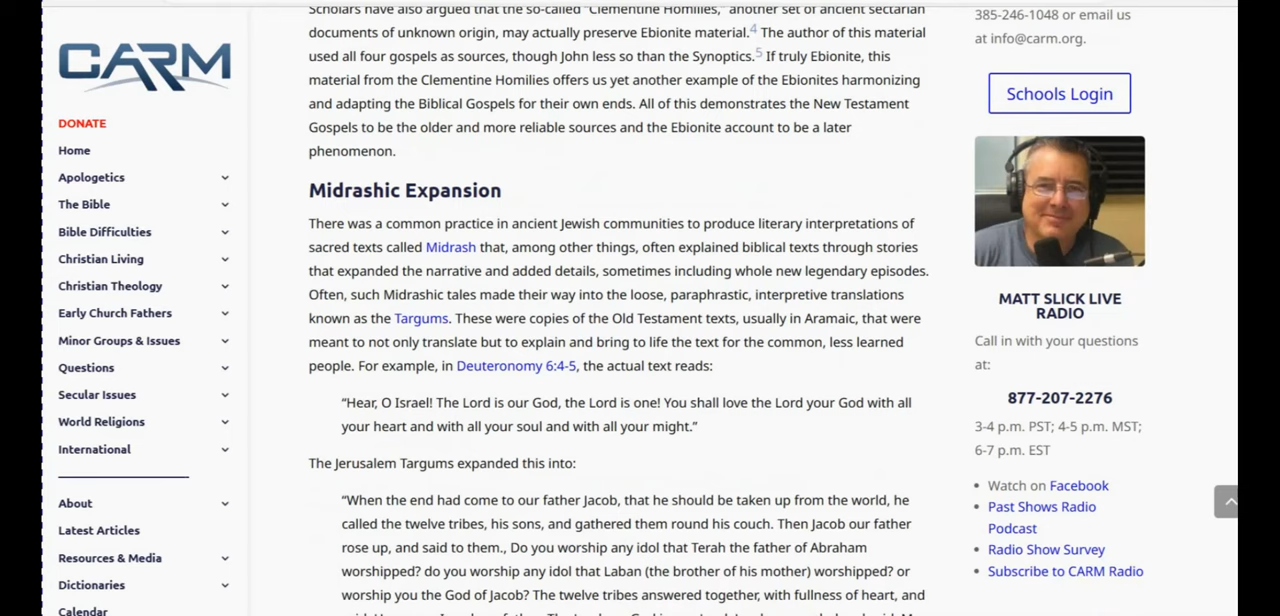 CARM
DONATE
Home
Apologetics
The Bible
Bible Difficulties
Christian Living
Christian Theology
Early Church Fathers
Minor Groups & Issues
Questions
Secular Issues
World Religions
International
About
Latest Articles
Resources & Media
Dictionaries
Calendar
Scholars have also argued that the so-called "Clementine Homilies," another set of ancient sectarian
documents of unknown origin, may actually preserve Ebionite material.4 The author of this material
used all four gospels as sources, though John less so than the Synoptics.5 If truly Ebionite, this
material from the Clementine Homilies offers us yet another example of the Ebionites harmonizing
and adapting the Biblical Gospels for their own ends. All of this demonstrates the New Testament
Gospels to be the older and more reliable sources and the Ebionite account to be a later
phenomenon.
Midrashic Expansion
There was a common practice in ancient Jewish communities to produce literary interpretations of
sacred texts called Midrash that, among other things, often explained biblical texts through stories
that expanded the narrative and added details, sometimes including whole new legendary episodes.
Often, such Midrashic tales made their way into the loose, paraphrastic, interpretive translations
known as the Targums. These were copies of the Old Testament texts, usually in Aramaic, that were
meant to not only translate but to explain and bring to life the text for the common, less learned
people. For example, in Deuteronomy 6:4-5, the actual text reads:
"Hear, O Israel! The Lord is our God, the Lord is one! You shall love the Lord your God with all
your heart and with all your soul and with all your might."
The Jerusalem Targums expanded this into:
"When the end had come to our father Jacob, that he should be taken up from the world, he
called the twelve tribes, his sons, and gathered them round his couch. Then Jacob our father
rose up, and said to them., Do you worship any idol that Terah the father of Abraham
worshipped? do you worship any idol that Laban (the brother of his mother) worshipped? or
worship you the God of Jacob? The twelve tribes answered together, with fullness of heart, and
385-246-1048 or email us
at info@carm.org.
Schools Login
MATT SLICK LIVE
RADIO
Call in with your questions
at:
877-207-2276
3-4 p.m. PST; 4-5 p.m. MST;
6-7 p.m. EST
Watch on Facebook
Past Shows Radio
Podcast
Radio Show Survey
Subscribe to CARM Radio